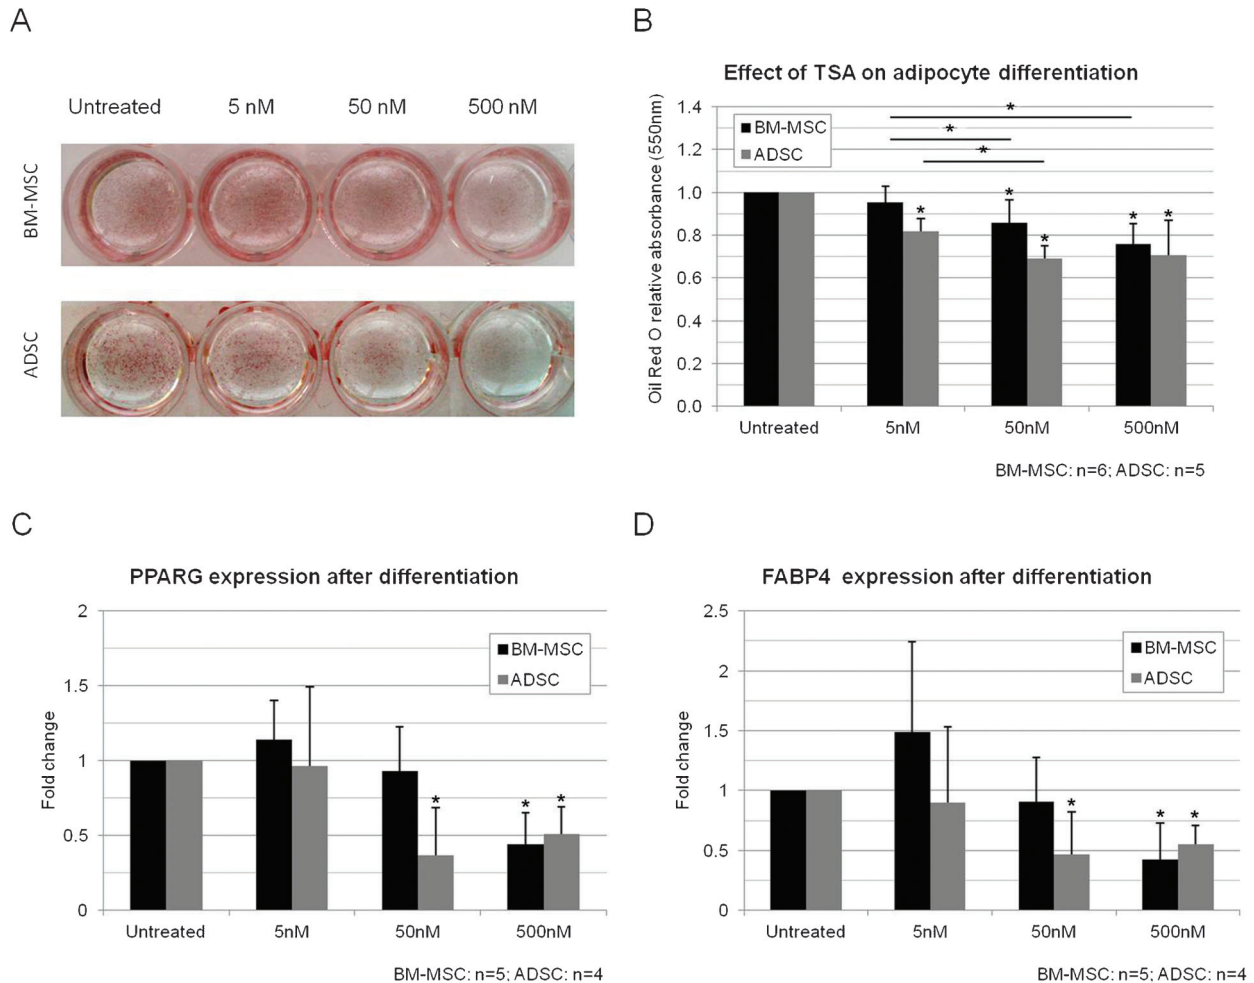 A
Untreated 5 nM 50 nM 500 nM
BM-MSC
ADSC
B
Effect of TSA on adipocyte differentiation
Oil Red O relative absorbance (550nm)
1.4
1.2
1.0
0.8
0.6
0.4
0.2
0.0
BM-MSC
ADSC
*
*
*
*
*
*
*
*
Untreated 5nM 50nM 500nM
BM-MSC: n=6; ADSC: n=5
C
PPARG expression after differentiation
Fold change
2
1.5
1
0.5
0
BM-MSC
ADSC
*
*
*
Untreated 5nM 50nM 500nM
BM-MSC: n=5; ADSC: n=4
D
FABP4 expression after differentiation
Fold change
2.5
2
1.5
1
0.5
0
BM-MSC
ADSC
*
*
*
Untreated 5nM 50nM 500nM
BM-MSC: n=5; ADSC: n=4